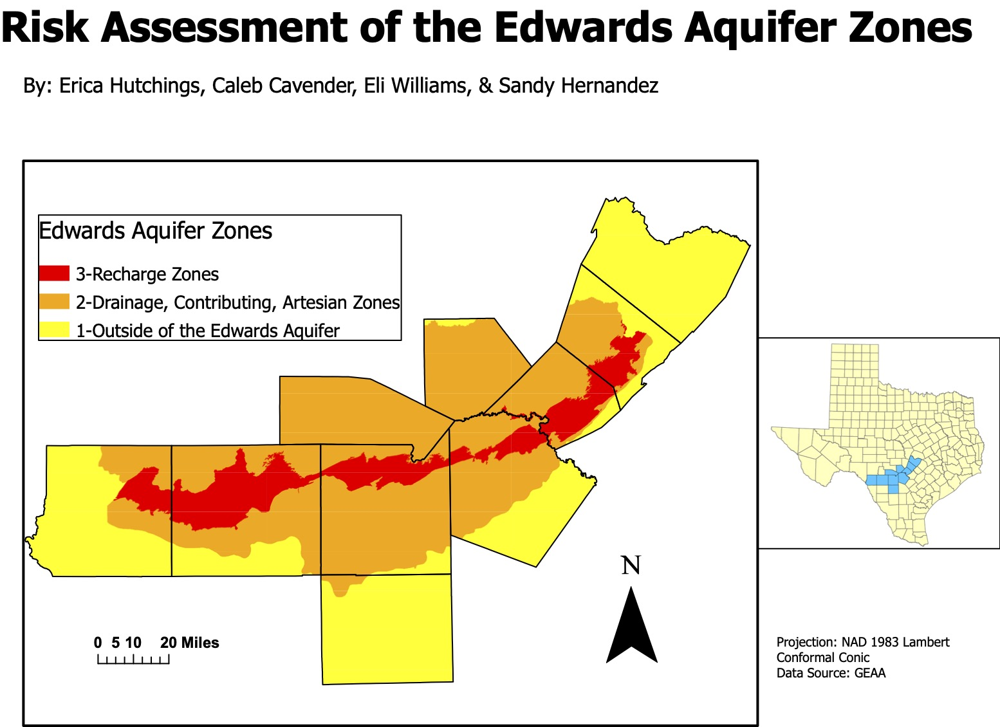 Risk Assessment of the Edwards Aquifer Zones
By: Erica Hutchings, Caleb Cavender, Eli Williams, & Sandy Hernandez
Edwards Aquifer Zones
3-Recharge Zones
2-Drainage, Contributing, Artesian Zones
1-Outside of the Edwards Aquifer
N
0 5 10 20 Miles
Projection: NAD 1983 Lambert
Conformal Conic
Data Source: GEAA